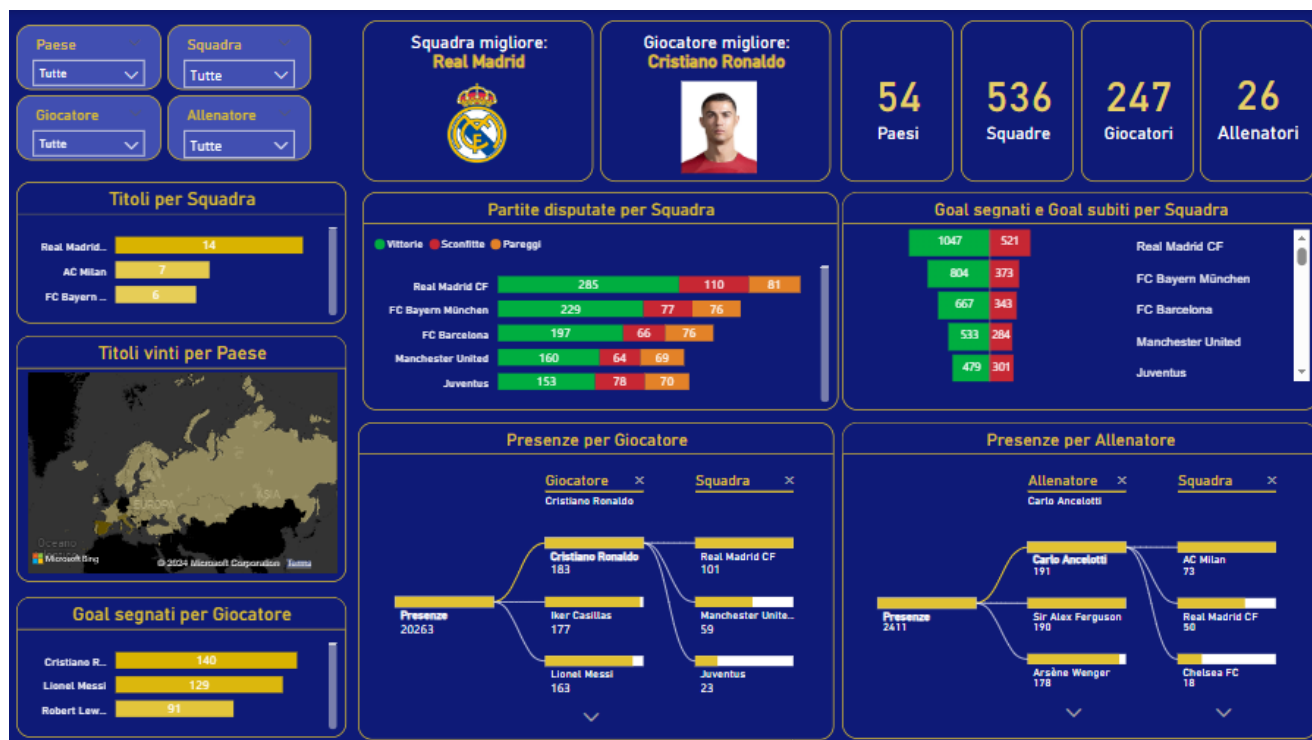 Paese
Tutte
Squadra
Tutte
Giocatore
Tutte
Allenatore
Tutte
Squadra migliore:
Real Madrid
Giocatore migliore:
Cristiano Ronaldo
54
Paesi
536
Squadre
247
Giocatori
26
Allenatori
Titoli per Squadra
Real Madrid... 14
AC Milan 7
FC Bayern ... 6
Partite disputate per Squadra
Vittorie Sconfitte Pareggi
Real Madrid CF 285 110 81
FC Bayern München 229 77 76
FC Barcelona 197 66 76
Manchester United 160 64 69
Juventus 153 78 70
Goal segnati e Goal subiti per Squadra
1047 521 Real Madrid CF
804 373 FC Bayern München
667 343 FC Barcelona
533 284 Manchester United
479 301 Juventus
Titoli vinti per Paese
EUROPA
ASIA
Oceano
Microsoft Bing
© 2024 Microsoft Corporation Terms
Goal segnati per Giocatore
Cristiano R... 140
Lionel Messi 129
Robert Lew... 91
Presenze per Giocatore
Giocatore × Squadra ×
Cristiano Ronaldo
Presenze
20263
Cristiano Ronaldo
183
Iker Casillas
177
Lionel Messi
163
Real Madrid CF
101
Manchester Unite...
59
Juventus
23
Presenze per Allenatore
Allenatore × Squadra ×
Carlo Ancelotti
Presenze
2411
Carlo Ancelotti
191
Sir Alex Ferguson
190
Arsène Wenger
178
AC Milan
73
Real Madrid CF
50
Chelsea FC
18